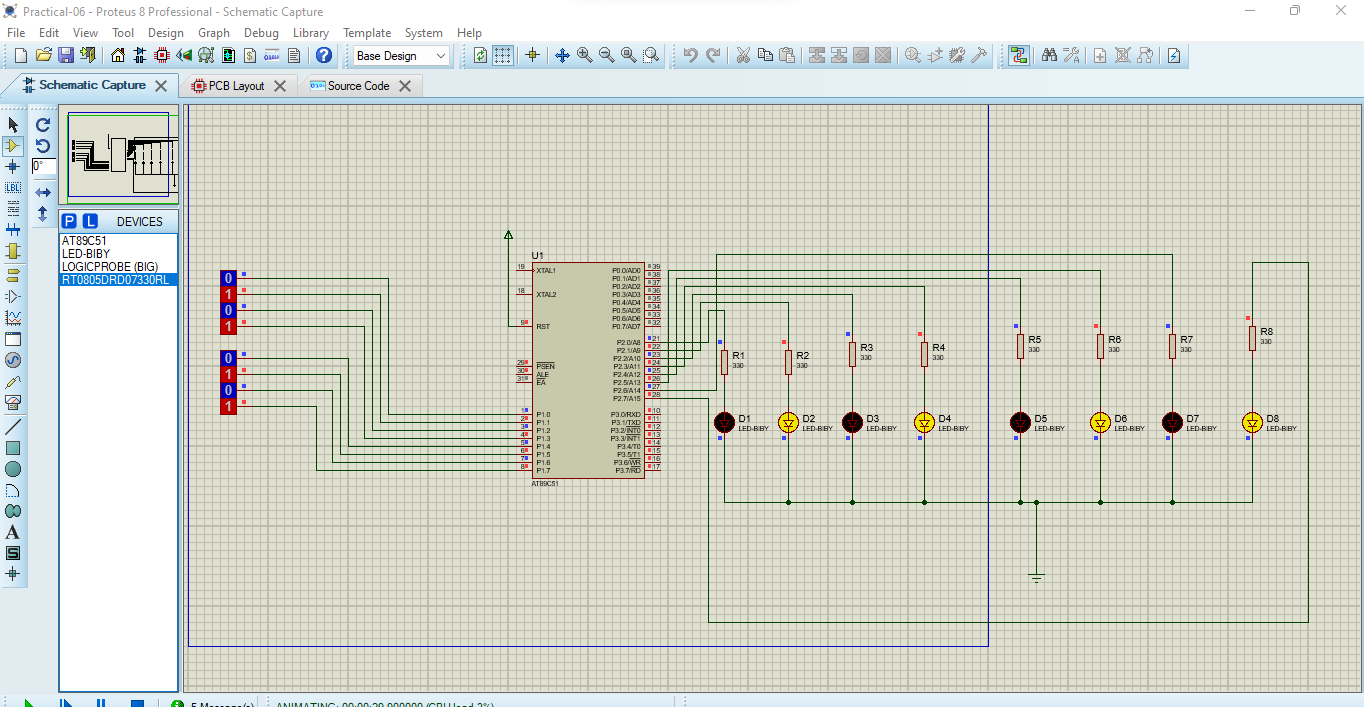 Practical-06 - Proteus 8 Professional - Schematic Capture
File Edit View Tool Design Graph Debug Library Template System Help
Base Design
Schematic Capture
PCB Layout
Source Code
0°
LBL
P L DEVICES
AT89C51
LED-BIBY
LOGICPROBE (BIG)
RT0805DRD07330RL
0
1
0
1
0
1
0
1
U1
19 XTAL1
18 XTAL2
9 RST
29 PSEN
30 ALE
31 EA
1 P1.0
2 P1.1
3 P1.2
4 P1.3
5 P1.4
6 P1.5
7 P1.6
8 P1.7
P0.0/AD0 39
P0.1/AD1 38
P0.2/AD2 37
P0.3/AD3 36
P0.4/AD4 35
P0.5/AD5 34
P0.6/AD6 33
P0.7/AD7 32
P2.0/A8 21
P2.1/A9 22
P2.2/A10 23
P2.3/A11 24
P2.4/A12 25
P2.5/A13 26
P2.6/A14 27
P2.7/A15 28
P3.0/RXD 10
P3.1/TXD 11
P3.2/INT0 12
P3.3/INT1 13
P3.4/T0 14
P3.5/T1 15
P3.6/WR 16
P3.7/RD 17
AT89C51
R1
330
R2
330
R3
330
R4
330
R5
330
R6
330
R7
330
R8
330
D1
LED-BIBY
D2
LED-BIBY
D3
LED-BIBY
D4
LED-BIBY
D5
LED-BIBY
D6
LED-BIBY
D7
LED-BIBY
D8
LED-BIBY
5 Message(s)
ANIMATING: 00:00:29.900000 (CPU load 2%)